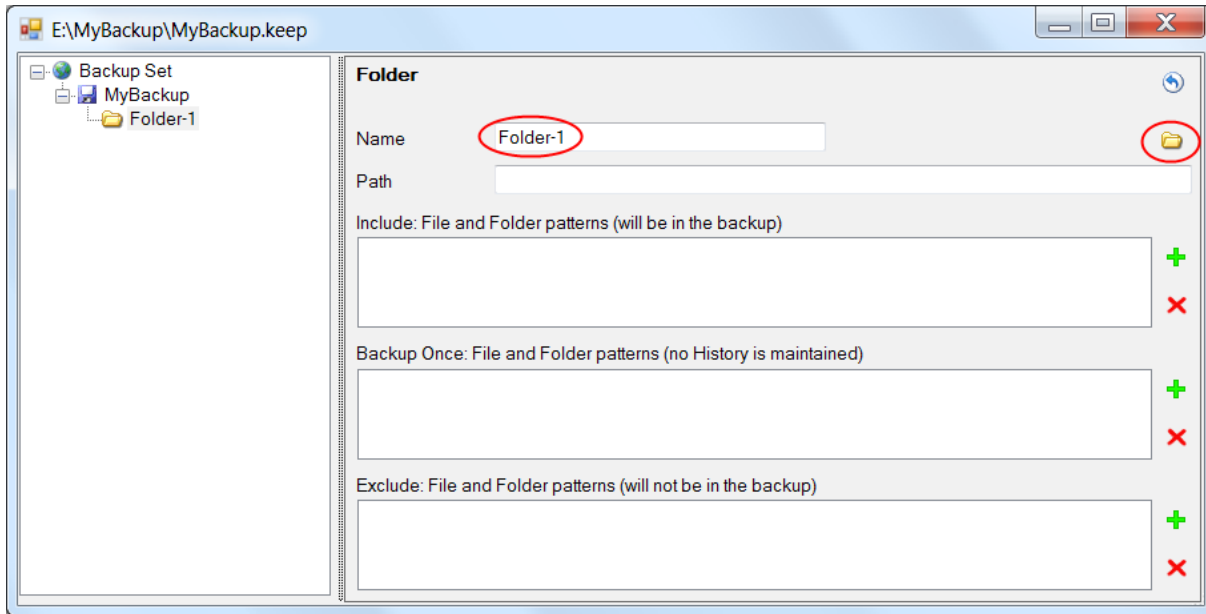 E:\MyBackup\MyBackup.keep
Backup Set
MyBackup
Folder-1
Folder
Name
Folder-1
Path
Include: File and Folder patterns (will be in the backup)
Backup Once: File and Folder patterns (no History is maintained)
Exclude: File and Folder patterns (will not be in the backup)